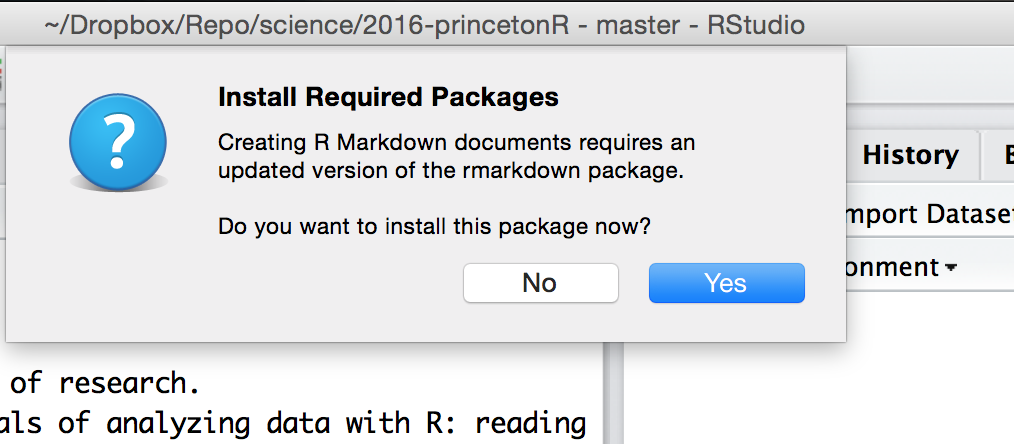 ~/Dropbox/Repo/science/2016-princetonR - master - RStudio
?
Install Required Packages
Creating R Markdown documents requires an
updated version of the rmarkdown package.
Do you want to install this package now?
No
Yes
History
mport Datase
onment
of research.
als of analyzing data with R: reading